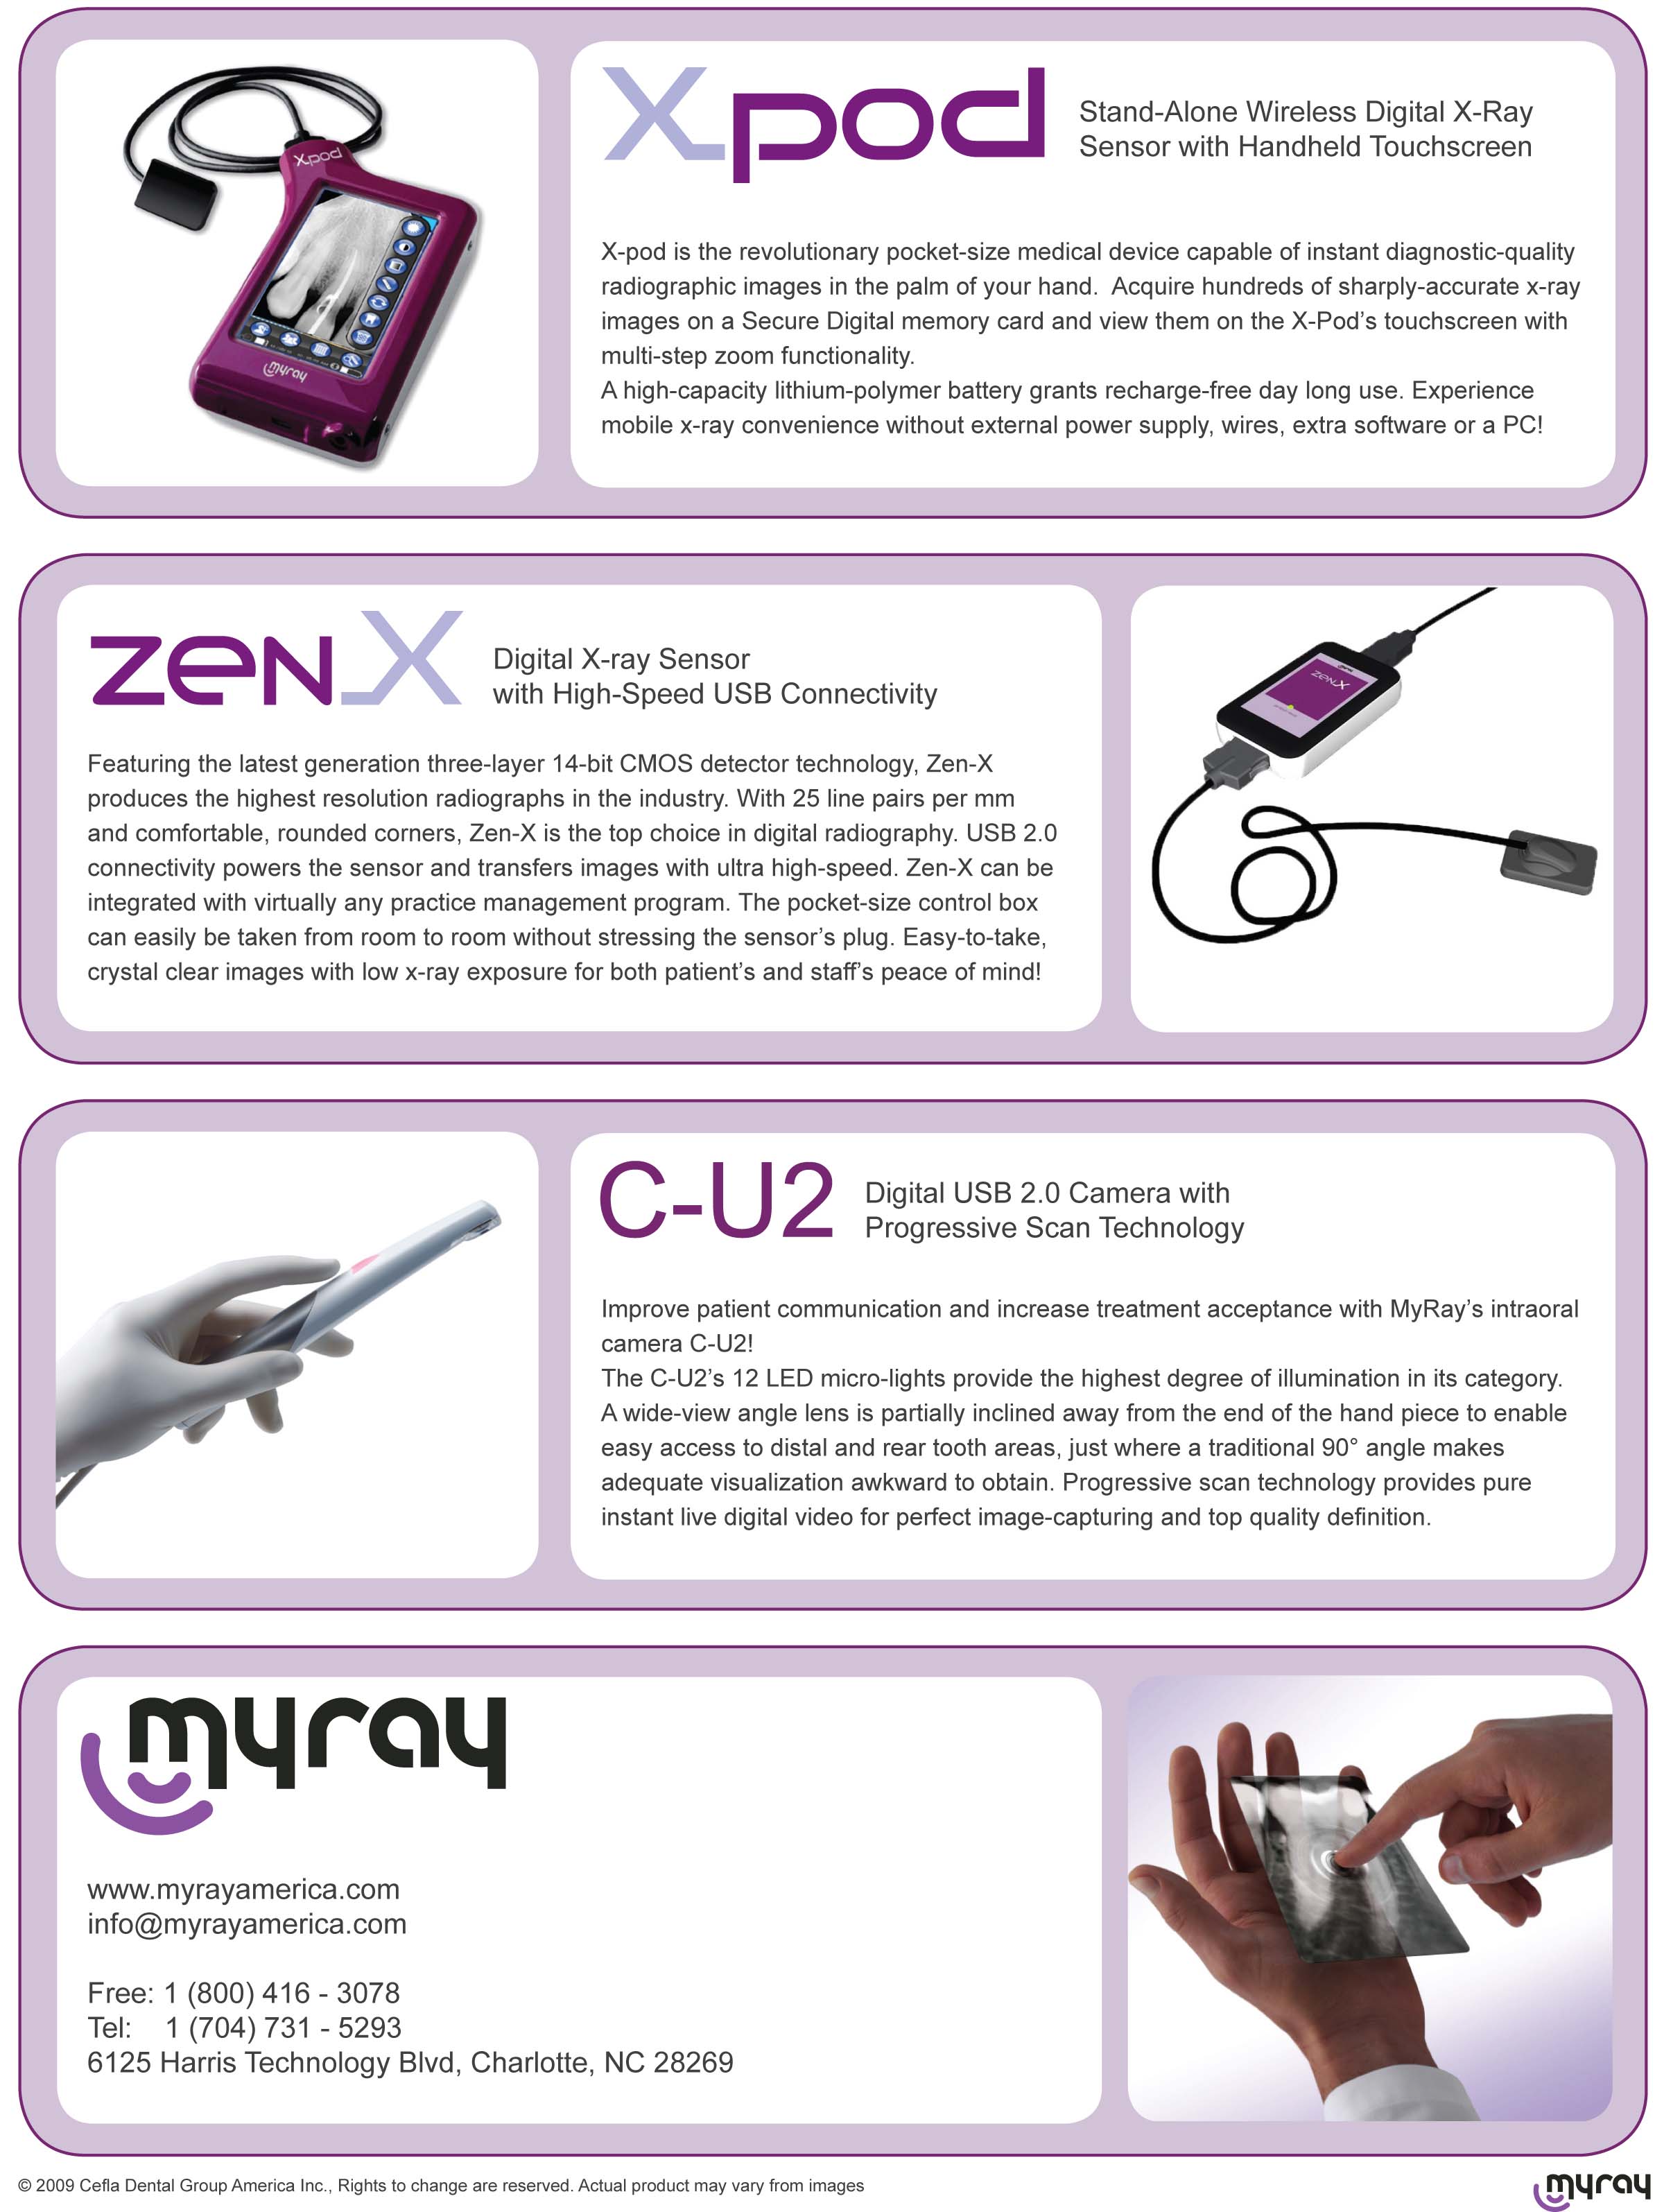 X-pod
myray
Xpod
Stand-Alone Wireless Digital X-Ray
Sensor with Handheld Touchscreen
X-pod is the revolutionary pocket-size medical device capable of instant diagnostic-quality
radiographic images in the palm of your hand.  Acquire hundreds of sharply-accurate x-ray
images on a Secure Digital memory card and view them on the X-Pod’s touchscreen with
multi-step zoom functionality.
A high-capacity lithium-polymer battery grants recharge-free day long use. Experience
mobile x-ray convenience without external power supply, wires, extra software or a PC!
zenX
Digital X-ray Sensor
with High-Speed USB Connectivity
Featuring the latest generation three-layer 14-bit CMOS detector technology, Zen-X
produces the highest resolution radiographs in the industry. With 25 line pairs per mm
and comfortable, rounded corners, Zen-X is the top choice in digital radiography. USB 2.0
connectivity powers the sensor and transfers images with ultra high-speed. Zen-X can be
integrated with virtually any practice management program. The pocket-size control box
can easily be taken from room to room without stressing the sensor’s plug. Easy-to-take,
crystal clear images with low x-ray exposure for both patient’s and staff’s peace of mind!
zenX
C-U2
Digital USB 2.0 Camera with
Progressive Scan Technology
Improve patient communication and increase treatment acceptance with MyRay’s intraoral
camera C-U2!
The C-U2’s 12 LED micro-lights provide the highest degree of illumination in its category.
A wide-view angle lens is partially inclined away from the end of the hand piece to enable
easy access to distal and rear tooth areas, just where a traditional 90° angle makes
adequate visualization awkward to obtain. Progressive scan technology provides pure
instant live digital video for perfect image-capturing and top quality definition.
myray
www.myrayamerica.com
info@myrayamerica.com
Free: 1 (800) 416 - 3078
Tel: 1 (704) 731 - 5293
6125 Harris Technology Blvd, Charlotte, NC 28269
© 2009 Cefla Dental Group America Inc., Rights to change are reserved. Actual product may vary from images
myray